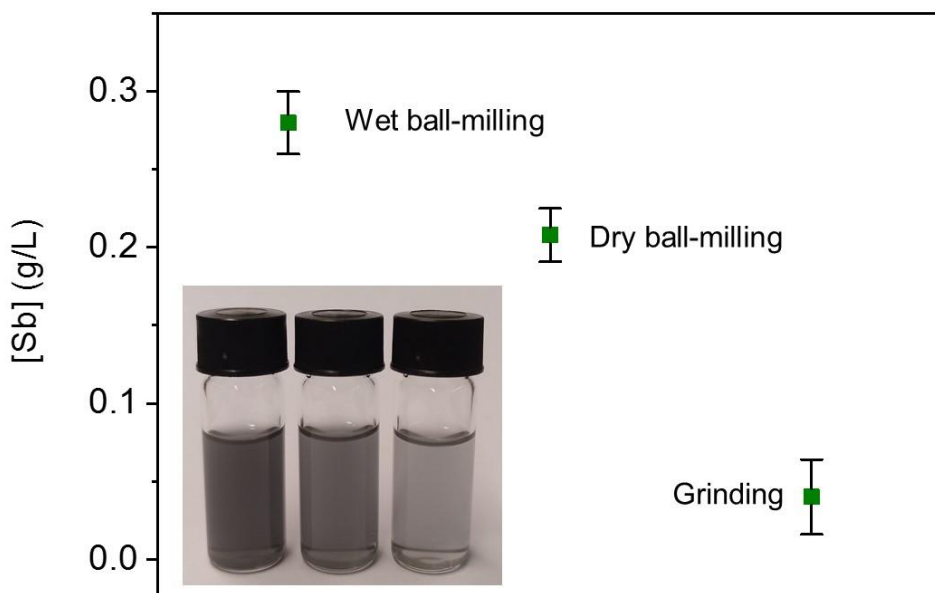 [Sb] (g/L)
0.3
0.2
0.1
0.0
Wet ball-milling
Dry ball-milling
Grinding